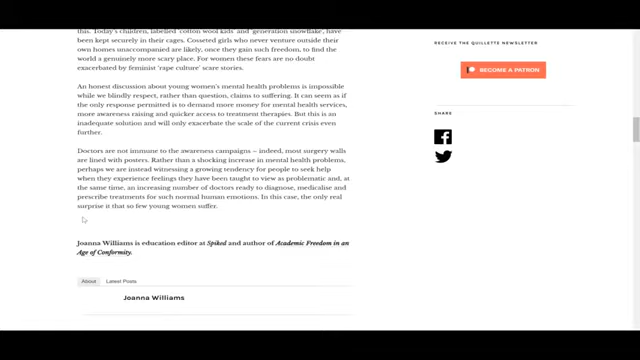 this. Today's children, labelled 'cotton wool kids' and 'generation snowflake,' have
been kept securely in their cages. Cosseted girls who never venture outside their
own homes unaccompanied are likely, once they gain such freedom, to find the
world a genuinely more scary place. For women these fears are no doubt
exacerbated by feminist 'rape culture' scare stories.
An honest discussion about young women's mental health problems is impossible
while we blindly respect, rather than question, claims to suffering. It can seem as if
the only response permitted is to demand more money for mental health services,
more awareness raising and quicker access to treatment therapies. But this is an
inadequate solution and will only exacerbate the scale of the current crisis even
further.
Doctors are not immune to the awareness campaigns – indeed, most surgery walls
are lined with posters. Rather than a shocking increase in mental health problems,
perhaps we are instead witnessing a growing tendency for people to seek help
when they experience feelings they have been taught to view as problematic and, at
the same time, an increasing number of doctors ready to diagnose, medicalise and
prescribe treatments for such normal human emotions. In this case, the only real
surprise it that so few young women suffer.
Joanna Williams is education editor at Spiked and author of Academic Freedom in an
Age of Conformity.
About
Latest Posts
Joanna Williams
RECEIVE THE QUILLETTE NEWSLETTER
BECOME A PATRON
SHARE